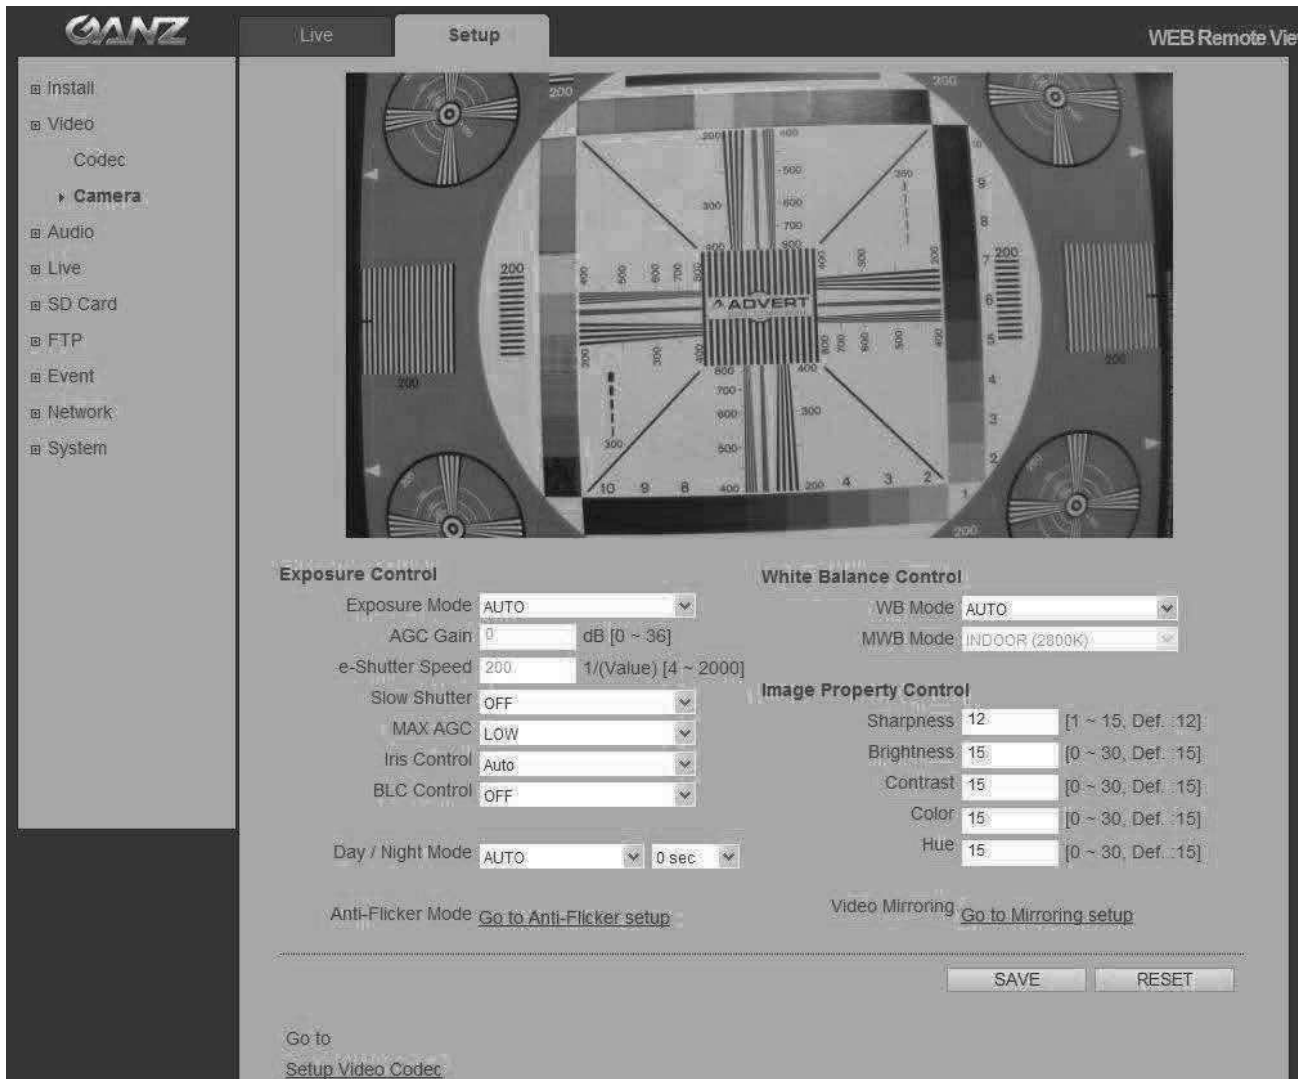 GANZ
Live
Setup
WEB Remote Vie
Install
Video
Codec
Camera
Audio
Live
SD Card
FTP
Event
Network
System
ADVERT
Exposure Control
Exposure Mode AUTO
AGC Gain 0 dB [0 ~ 36]
e-Shutter Speed 200 1/(Value) [4 ~ 2000]
Slow Shutter OFF
MAX AGC LOW
Iris Control Auto
BLC Control OFF
Day / Night Mode AUTO 0 sec
Anti-Flicker Mode Go to Anti-Flicker setup
White Balance Control
WB Mode AUTO
MWB Mode INDOOR (2800K)
Image Property Control
Sharpness 12 [1 ~ 15, Def. :12]
Brightness 15 [0 ~ 30, Def. :15]
Contrast 15 [0 ~ 30, Def. :15]
Color 15 [0 ~ 30, Def. :15]
Hue 15 [0 ~ 30, Def. :15]
Video Mirroring Go to Mirroring setup
SAVE
RESET
Go to
Setup Video Codec